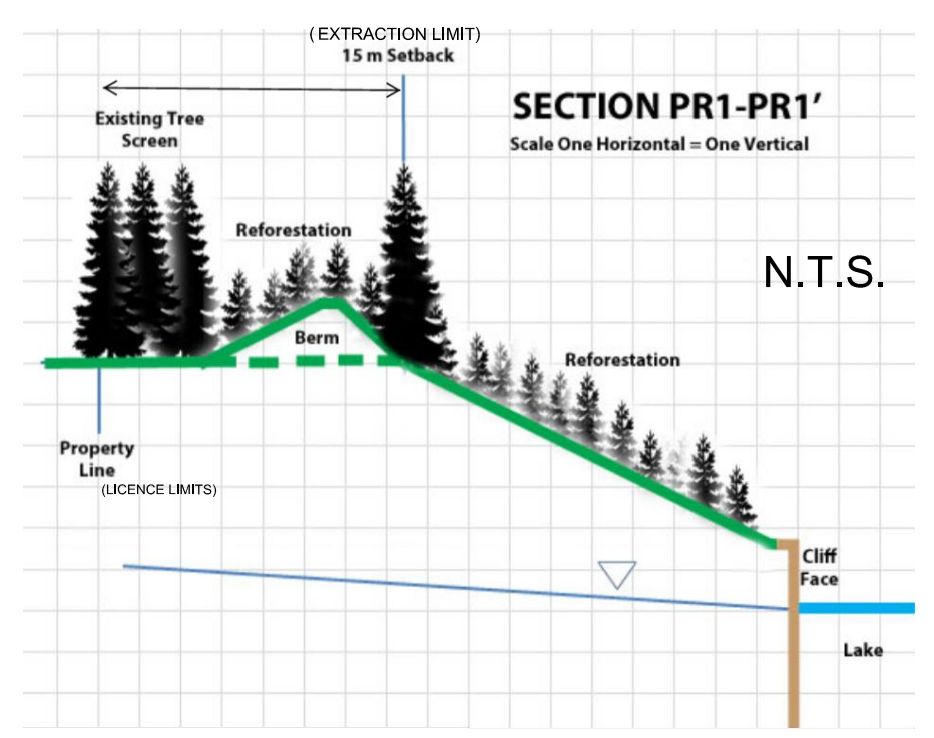 ( EXTRACTION LIMIT)
15 m Setback
Existing Tree
Screen
SECTION PR1-PR1'
Scale One Horizontal = One Vertical
Reforestation
N.T.S.
Berm
Reforestation
Property
Line
(LICENCE LIMITS)
Cliff
Face
Lake